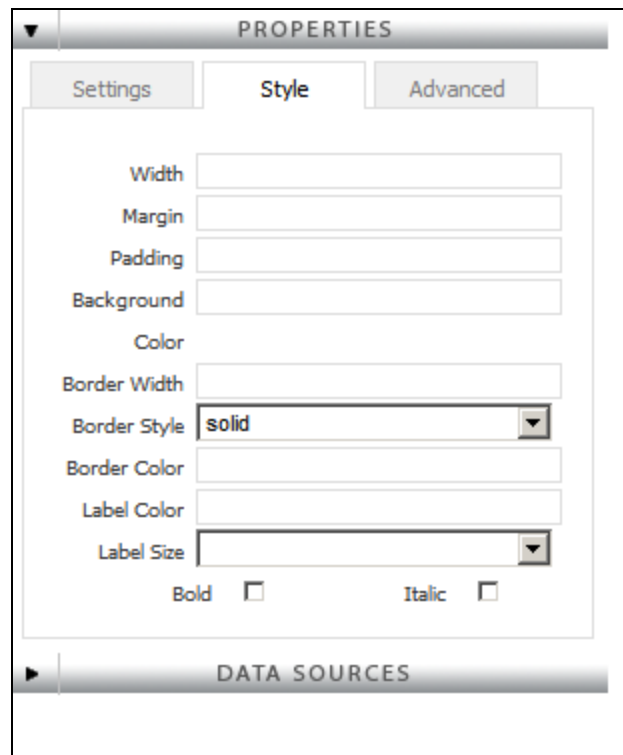 PROPERTIES
Settings Style Advanced
Width
Margin
Padding
Background
Color
Border Width
Border Style solid
Border Color
Label Color
Label Size
Bold Italic
DATA SOURCES